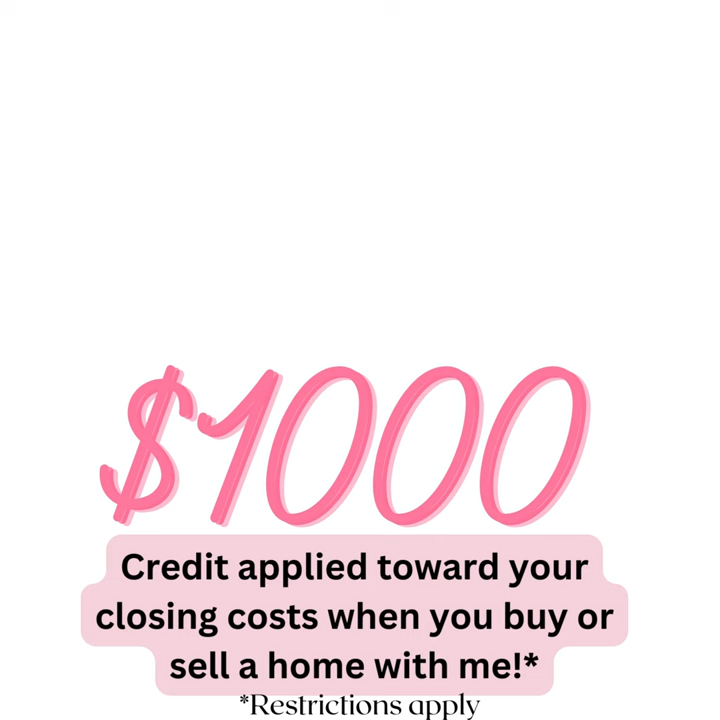 $1000
Credit applied toward your
closing costs when you buy or
sell a home with me!*
*Restrictions apply